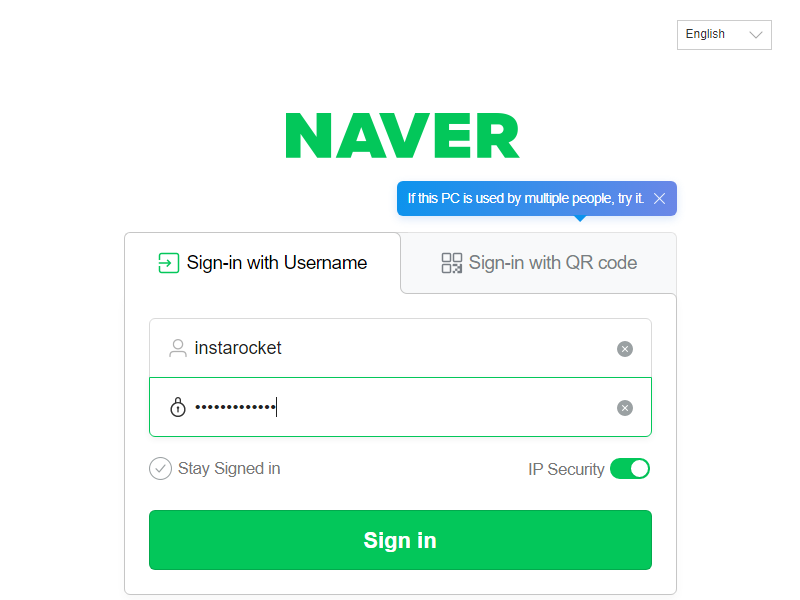 English
NAVER
If this PC is used by multiple people, try it.
Sign-in with Username
Sign-in with QR code
instarocket
•••••••••••••
Stay Signed in
IP Security
Sign in